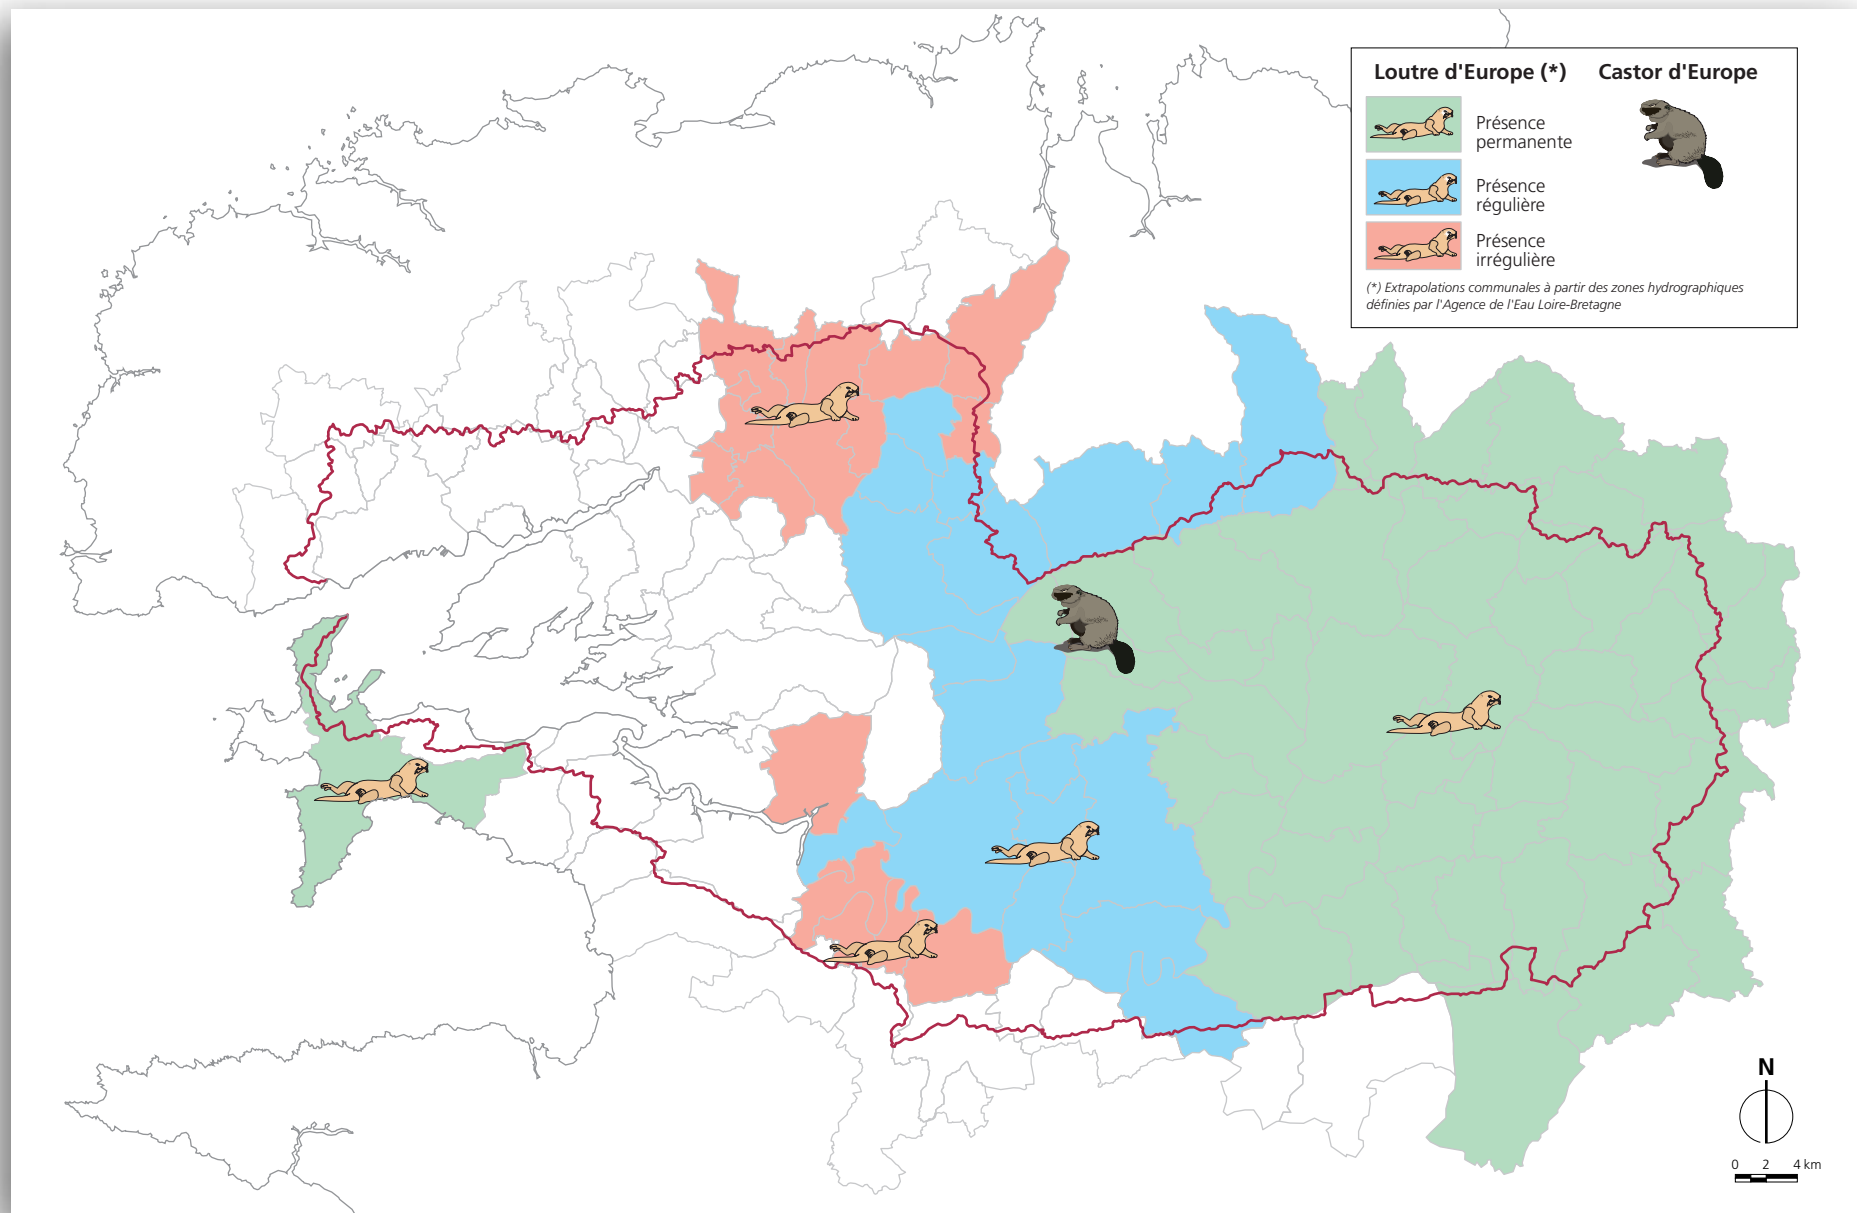 Loutre d'Europe (*)
Castor d'Europe
Présence
permanente
Présence
régulière
Présence
irrégulière
(*) Extrapolations communales à partir des zones hydrographiques
définies par l'Agence de l'Eau Loire-Bretagne
N
0 2 4 km